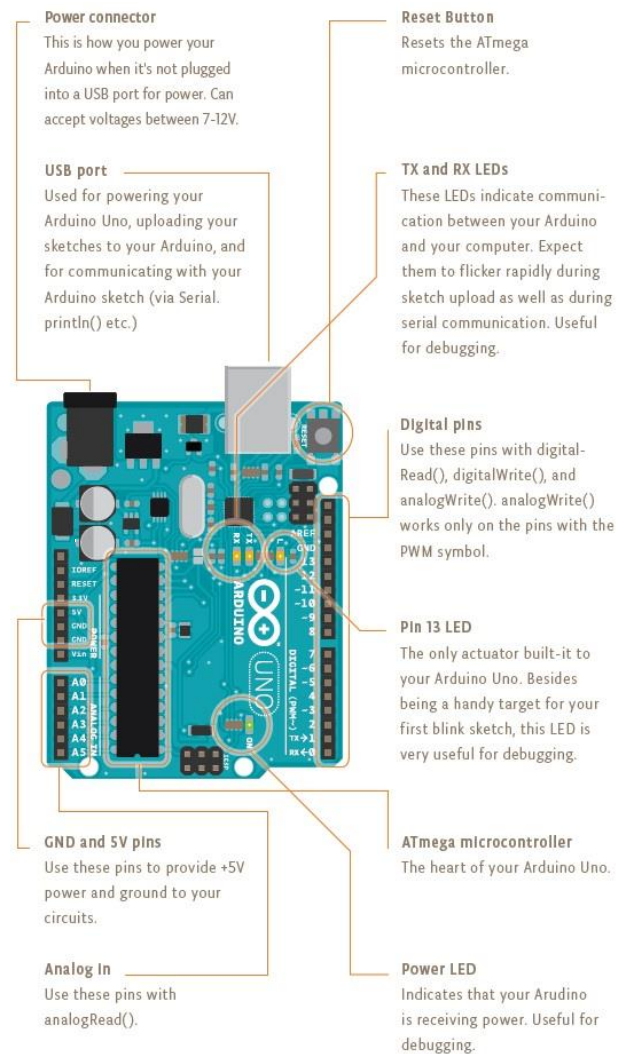 Power connector
This is how you power your
Arduino when it's not plugged
into a USB port for power. Can
accept voltages between 7-12V.
USB port
Used for powering your
Arduino Uno, uploading your
sketches to your Arduino, and
for communicating with your
Arduino sketch (via Serial.
println() etc.)
Reset Button
Resets the ATmega
microcontroller.
TX and RX LEDs
These LEDs indicate communi-
cation between your Arduino
and your computer. Expect
them to flicker rapidly during
sketch upload as well as during
serial communication. Useful
for debugging.
Digital pins
Use these pins with digital-
Read(), digitalWrite(), and
analogWrite(). analogWrite()
works only on the pins with the
PWM symbol.
Pin 13 LED
The only actuator built-it to
your Arduino Uno. Besides
being a handy target for your
first blink sketch, this LED is
very useful for debugging.
RESET
RX
TX
L
ARDUINO
UNO
ON
ICSP
IOREF
RESET
3.3V
5V
GND
GND
Vin
POWER
A0
A1
A2
A3
A4
A5
ANALOG IN
AREF
GND
13
12
~11
~10
~9
8
7
~6
~5
4
~3
2
TX→1
RX←0
DIGITAL (PWM~)
GND and 5V pins
Use these pins to provide +5V
power and ground to your
circuits.
Analog In
Use these pins with
analogRead().
ATmega microcontroller
The heart of your Arduino Uno.
Power LED
Indicates that your Arudino
is receiving power. Useful for
debugging.